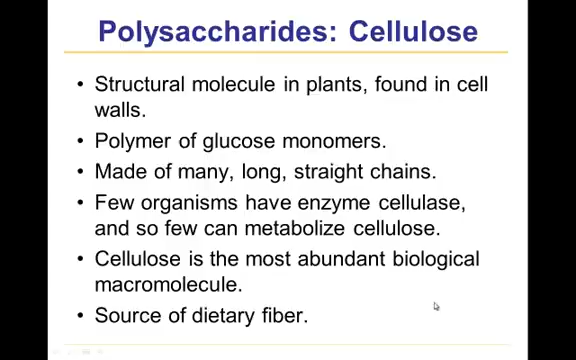 Polysaccharides: Cellulose
• Structural molecule in plants, found in cell
walls.
• Polymer of glucose monomers.
• Made of many, long, straight chains.
• Few organisms have enzyme cellulase,
and so few can metabolize cellulose.
• Cellulose is the most abundant biological
macromolecule.
• Source of dietary fiber.